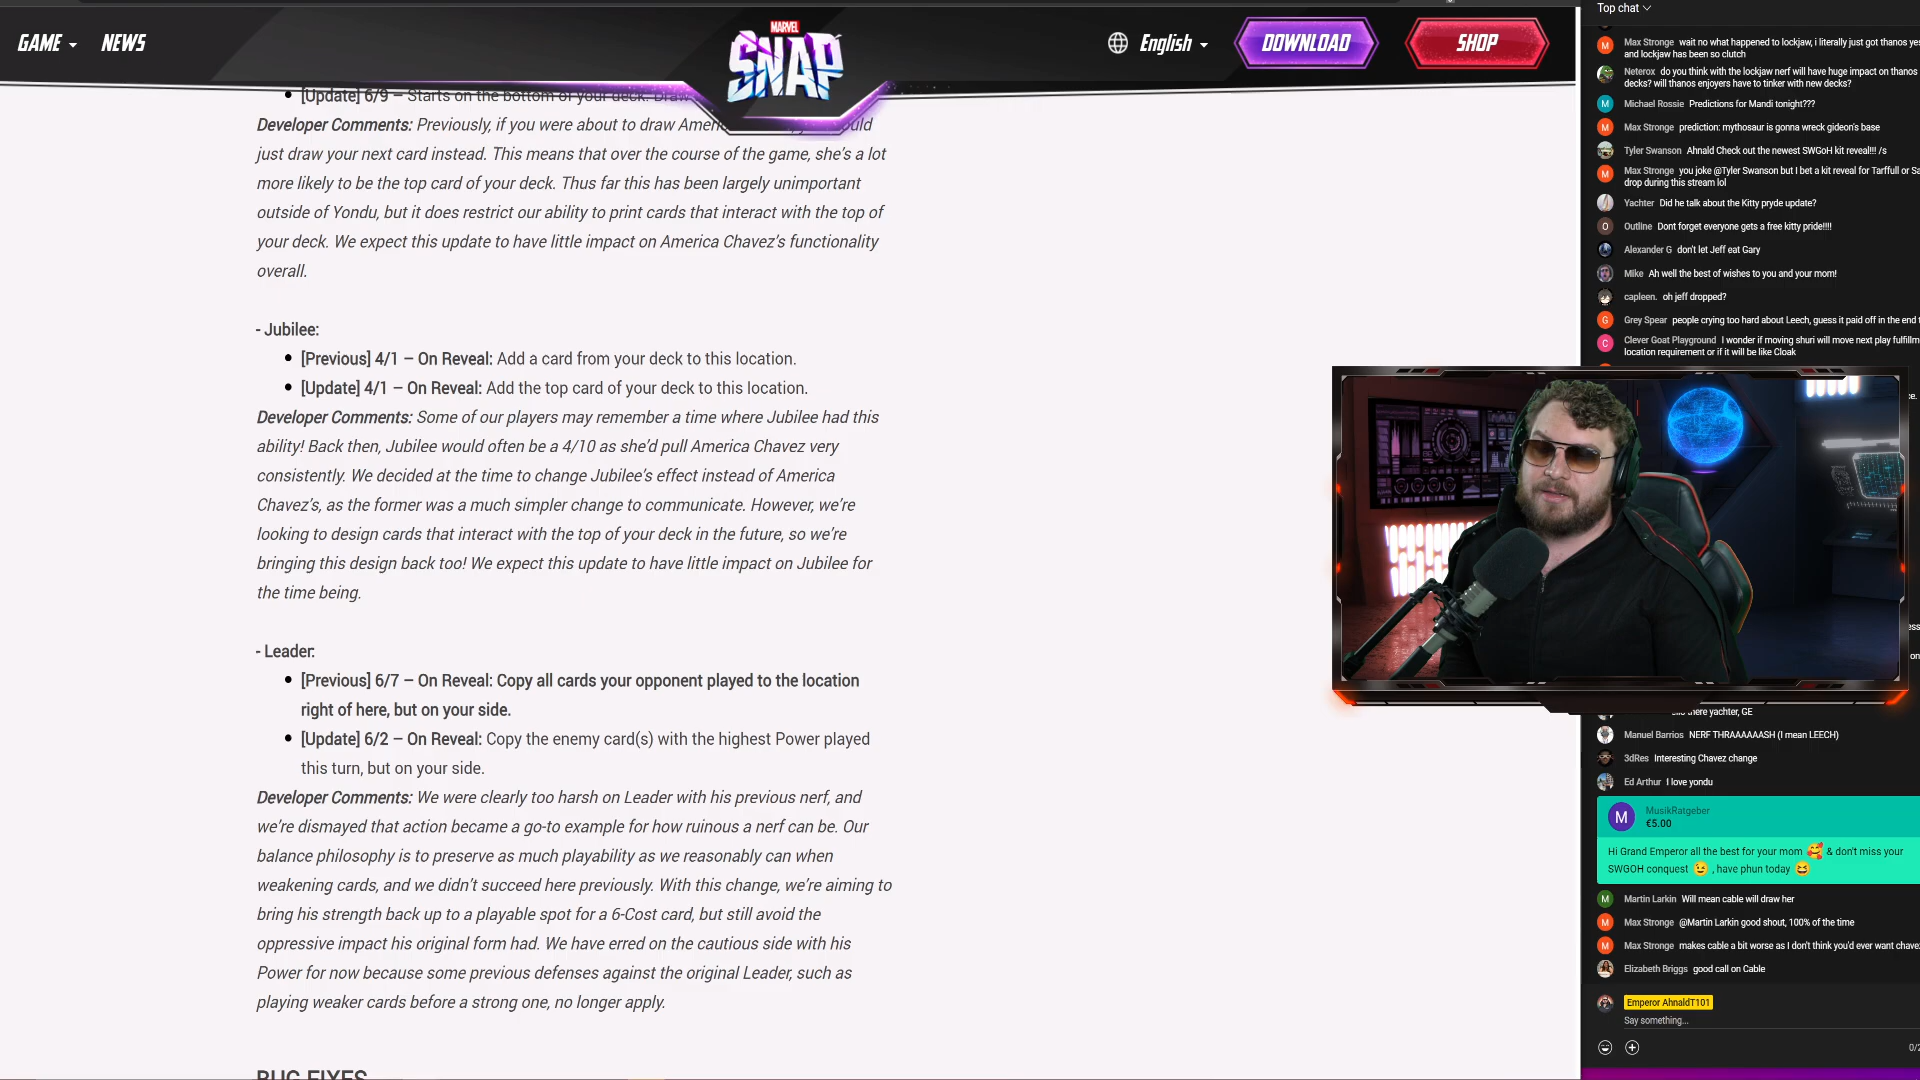 GAME
NEWS
MARVEL
SNAP
English
DOWNLOAD
SHOP
[Update] 6/9 – Starts on the bottom of your deck.
Developer Comments: Previously, if you were about to draw
just draw your next card instead. This means that over the course of the game, she's a lot
more likely to be the top card of your deck. Thus far this has been largely unimportant
outside of Yondu, but it does restrict our ability to print cards that interact with the top of
your deck. We expect this update to have little impact on America Chavez's functionality
overall.
- Jubilee:
[Previous] 4/1 – On Reveal: Add a card from your deck to this location.
[Update] 4/1 – On Reveal: Add the top card of your deck to this location.
Developer Comments: Some of our players may remember a time where Jubilee had this
ability! Back then, Jubilee would often be a 4/10 as she'd pull America Chavez very
consistently. We decided at the time to change Jubilee's effect instead of America
Chavez's, as the former was a much simpler change to communicate. However, we're
looking to design cards that interact with the top of your deck in the future, so we're
bringing this design back too! We expect this update to have little impact on Jubilee for
the time being.
- Leader:
[Previous] 6/7 – On Reveal: Copy all cards your opponent played to the location
right of here, but on your side.
[Update] 6/2 – On Reveal: Copy the enemy card(s) with the highest Power played
this turn, but on your side.
Developer Comments: We were clearly too harsh on Leader with his previous nerf, and
we're dismayed that action became a go-to example for how ruinous a nerf can be. Our
balance philosophy is to preserve as much playability as we reasonably can when
weakening cards, and we didn't succeed here previously. With this change, we're aiming to
bring his strength back up to a playable spot for a 6-Cost card, but still avoid the
oppressive impact his original form had. We have erred on the cautious side with his
Power for now because some previous defenses against the original Leader, such as
playing weaker cards before a strong one, no longer apply.
BUG FIXES
Top chat
Max Stronge wait no what happened to lockjaw, i literally just got thanos
and lockjaw has been so clutch
Neterox do you think with the lockjaw nerf will have huge impact on thanos
decks? will thanos enjoyers have to tinker with new decks?
Michael Rossie Predictions for Mandi tonight???
Max Stronge prediction: mythosaur is gonna wreck gideon's base
Tyler Swanson Ahnald Check out the newest SWGoH kit reveal!!! /s
Max Stronge you joke @Tyler Swanson but I bet a kit reveal for Tarffull or
drop during this stream lol
Yachter Did he talk about the Kitty pryde update?
Outline Dont forget everyone gets a free kitty pride!!!!
Alexander G don't let Jeff eat Gary
Mike Ah well the best of wishes to you and your mom!
capleen. oh jeff dropped?
Grey Spear people crying too hard about Leech, guess it paid off in the end
Clever Goat Playground I wonder if moving shuri will move next play
location requirement or if it will be like Cloak
there yachter, GE
Manuel Barrios NERF THRAAAAAASH (I mean LEECH)
3dRes Interesting Chavez change
Ed Arthur I love yondu
M MusikRatgeber
€5.00
Hi Grand Emperor all the best for your mom 🥰 & don't miss your
SWGOH conquest 😉 , have phun today 😆
Martin Larkin Will mean cable will draw her
Max Stronge @Martin Larkin good shout, 100% of the time
Max Stronge makes cable a bit worse as I don't think you'd ever want
Elizabeth Briggs good call on Cable
Emperor AhnaldT101
Say something...